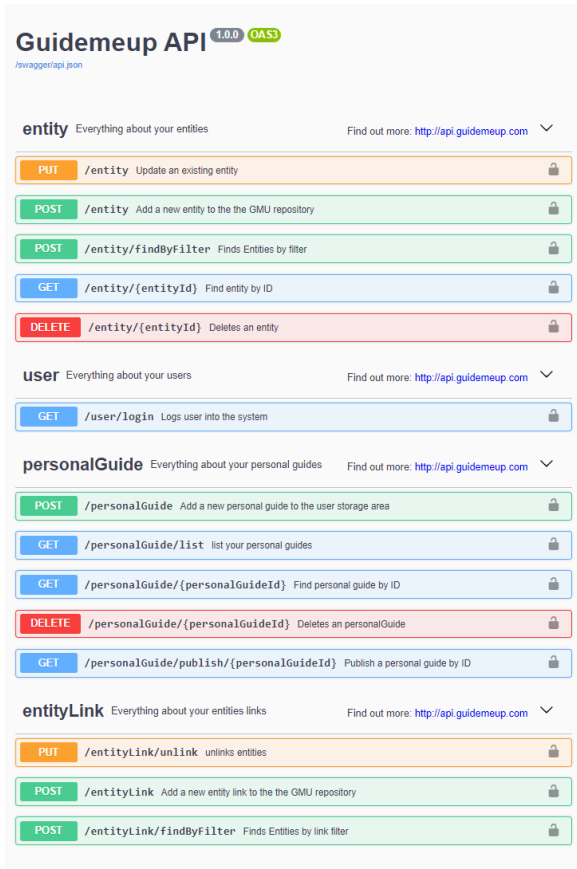 Guidemeup API 1.0.0 OAS3
/swagger/api.json
entity Everything about your entities Find out more: http://api.guidemeup.com
PUT /entity Update an existing entity
POST /entity Add a new entity to the the GMU repository
POST /entity/findByFilter Finds Entities by filter
GET /entity/{entityId} Find entity by ID
DELETE /entity/{entityId} Deletes an entity
user Everything about your users Find out more: http://api.guidemeup.com
GET /user/login Logs user into the system
personalGuide Everything about your personal guides Find out more: http://api.guidemeup.com
POST /personalGuide Add a new personal guide to the user storage area
GET /personalGuide/list list your personal guides
GET /personalGuide/{personalGuideId} Find personal guide by ID
DELETE /personalGuide/{personalGuideId} Deletes an personalGuide
GET /personalGuide/publish/{personalGuideId} Publish a personal guide by ID
entityLink Everything about your entities links Find out more: http://api.guidemeup.com
PUT /entityLink/unlink unlinks entities
POST /entityLink Add a new entity link to the the GMU repository
POST /entityLink/findByFilter Finds Entities by link filter